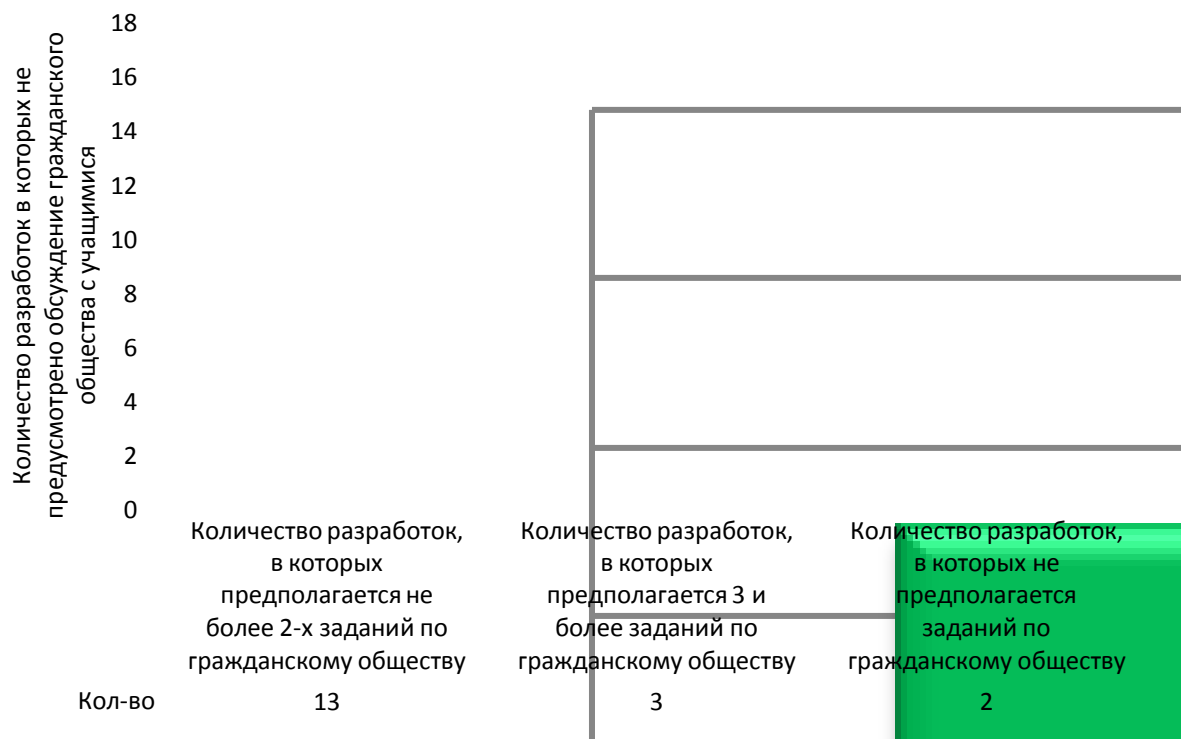 Количество разработок в которых не
предусмотрено обсуждение гражданского
общества с учащимися
18
16
14
12
10
8
6
4
2
0
Количество разработок,
в которых
предполагается не
более 2-х заданий по
гражданскому обществу
Количество разработок,
в которых
предполагается 3 и
более заданий по
гражданскому обществу
Количество разработок,
в которых не
предполагается
заданий по
гражданскому обществу
Кол-во 13 3 2